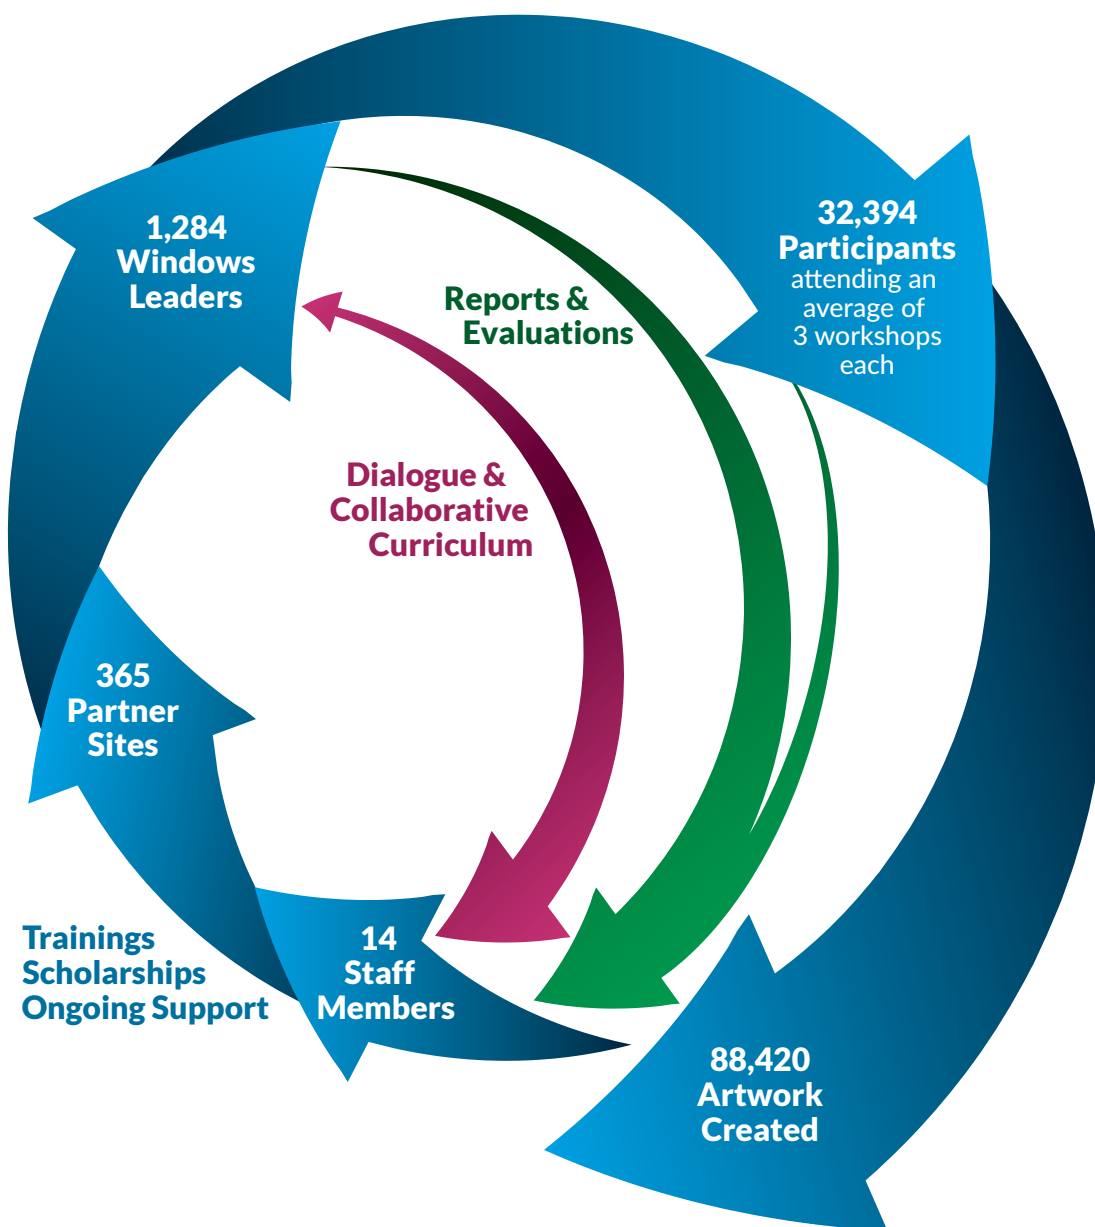 1,284
Windows
Leaders
32,394
Participants
attending an
average of
3 workshops
each
Reports &
Evaluations
Dialogue &
Collaborative
Curriculum
365
Partner
Sites
Trainings
Scholarships
Ongoing Support
14
Staff
Members
88,420
Artwork
Created